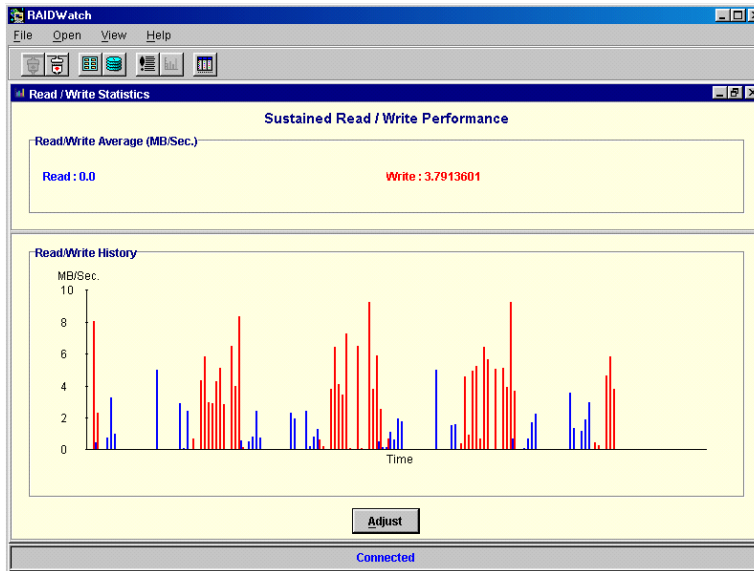 RAIDWatch
File Open View Help
Read / Write Statistics
Sustained Read / Write Performance
Read/Write Average (MB/Sec.)
Read : 0.0 Write : 3.7913601
Read/Write History
MB/Sec.
10
8
6
4
2
0
Time
Adjust
Connected